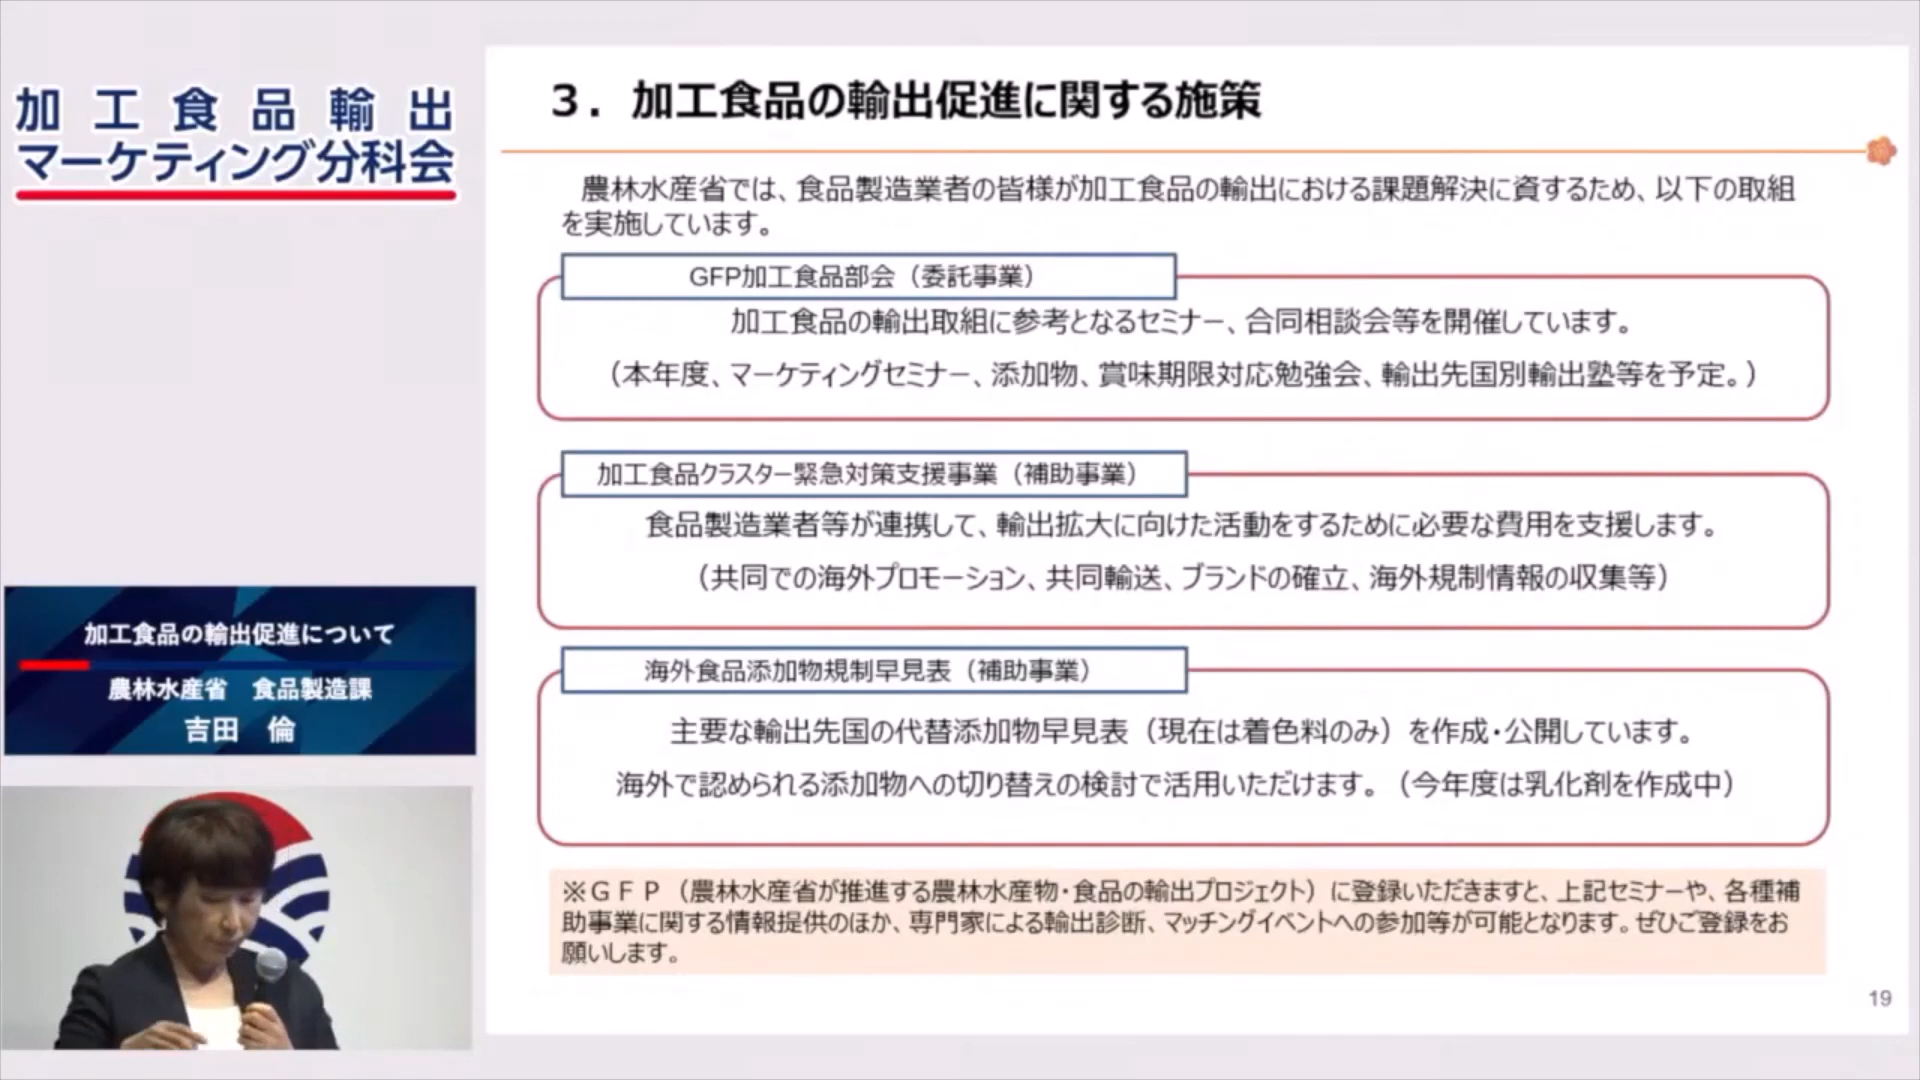 加工食品輸出
マーケティング分科会
３．加工食品の輸出促進に関する施策
農林水産省では、食品製造業者の皆様が加工食品の輸出における課題解決に資するため、以下の取組
を実施しています。
GFP加工食品部会（委託事業）
加工食品の輸出取組に参考となるセミナー、合同相談会等を開催しています。
（本年度、マーケティングセミナー、添加物、賞味期限対応勉強会、輸出先国別輸出塾等を予定。）
加工食品クラスター緊急対策支援事業（補助事業）
食品製造業者等が連携して、輸出拡大に向けた活動をするために必要な費用を支援します。
（共同での海外プロモーション、共同輸送、ブランドの確立、海外規制情報の収集等）
海外食品添加物規制早見表（補助事業）
主要な輸出先国の代替添加物早見表（現在は着色料のみ）を作成・公開しています。
海外で認められる添加物への切り替えの検討で活用いただけます。（今年度は乳化剤を作成中）
※ＧＦＰ（農林水産省が推進する農林水産物・食品の輸出プロジェクト）に登録いただきますと、上記セミナーや、各種補
助事業に関する情報提供のほか、専門家による輸出診断、マッチングイベントへの参加等が可能となります。ぜひご登録をお
願いします。
19
加工食品の輸出促進について
農林水産省　食品製造課
吉田　倫